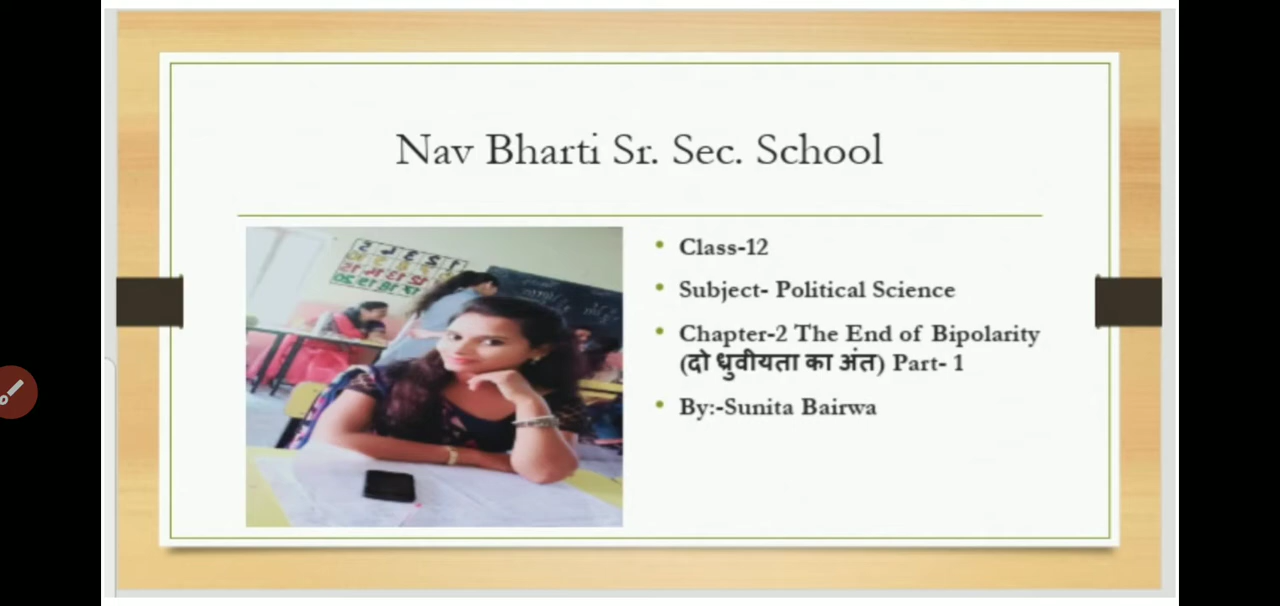 Nav Bharti Sr. Sec. School
Class-12
Subject- Political Science
Chapter-2 The End of Bipolarity
(दो ध्रुवीयता का अंत) Part- 1
By:-Sunita Bairwa